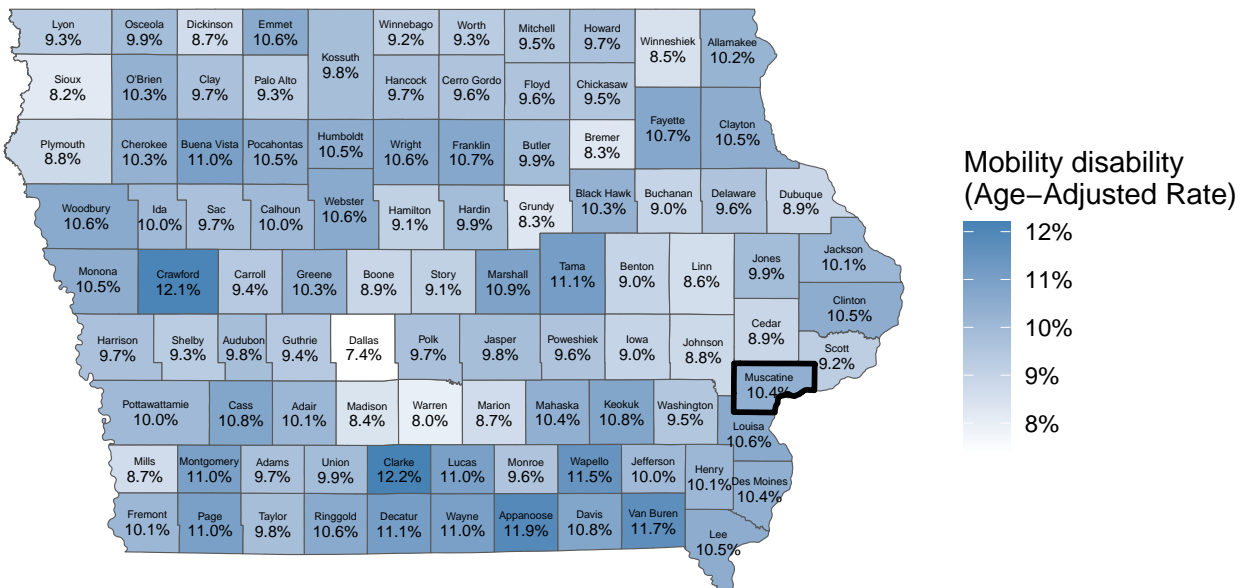 Lyon
9.3%
Osceola
9.9%
Dickinson
8.7%
Emmet
10.6%
Kossuth
9.8%
Winnebago
9.2%
Worth
9.3%
Mitchell
9.5%
Howard
9.7%
Winneshiek
8.5%
Allamakee
10.2%
Sioux
8.2%
O'Brien
10.3%
Clay
9.7%
Palo Alto
9.3%
Hancock
9.7%
Cerro Gordo
9.6%
Floyd
9.6%
Chickasaw
9.5%
Fayette
10.7%
Clayton
10.5%
Plymouth
8.8%
Cherokee
10.3%
Buena Vista
11.0%
Pocahontas
10.5%
Humboldt
10.5%
Wright
10.6%
Franklin
10.7%
Butler
9.9%
Bremer
8.3%
Woodbury
10.6%
Ida
10.0%
Sac
9.7%
Calhoun
10.0%
Webster
10.6%
Hamilton
9.1%
Hardin
9.9%
Grundy
8.3%
Black Hawk
10.3%
Buchanan
9.0%
Delaware
9.6%
Dubuque
8.9%
Monona
10.5%
Crawford
12.1%
Carroll
9.4%
Greene
10.3%
Boone
8.9%
Story
9.1%
Marshall
10.9%
Tama
11.1%
Benton
9.0%
Linn
8.6%
Jones
9.9%
Jackson
10.1%
Clinton
10.5%
Harrison
9.7%
Shelby
9.3%
Audubon
9.8%
Guthrie
9.4%
Dallas
7.4%
Polk
9.7%
Jasper
9.8%
Poweshiek
9.6%
Iowa
9.0%
Johnson
8.8%
Cedar
8.9%
Scott
9.2%
Muscatine
10.4%
Pottawattamie
10.0%
Cass
10.8%
Adair
10.1%
Madison
8.4%
Warren
8.0%
Marion
8.7%
Mahaska
10.4%
Keokuk
10.8%
Washington
9.5%
Louisa
10.6%
Mills
8.7%
Montgomery
11.0%
Adams
9.7%
Union
9.9%
Clarke
12.2%
Lucas
11.0%
Monroe
9.6%
Wapello
11.5%
Jefferson
10.0%
Henry
10.1%
Des Moines
10.4%
Fremont
10.1%
Page
11.0%
Taylor
9.8%
Ringgold
10.6%
Decatur
11.1%
Wayne
11.0%
Appanoose
11.9%
Davis
10.8%
Van Buren
11.7%
Lee
10.5%
Mobility disability
(Age−Adjusted Rate)
12%
11%
10%
9%
8%